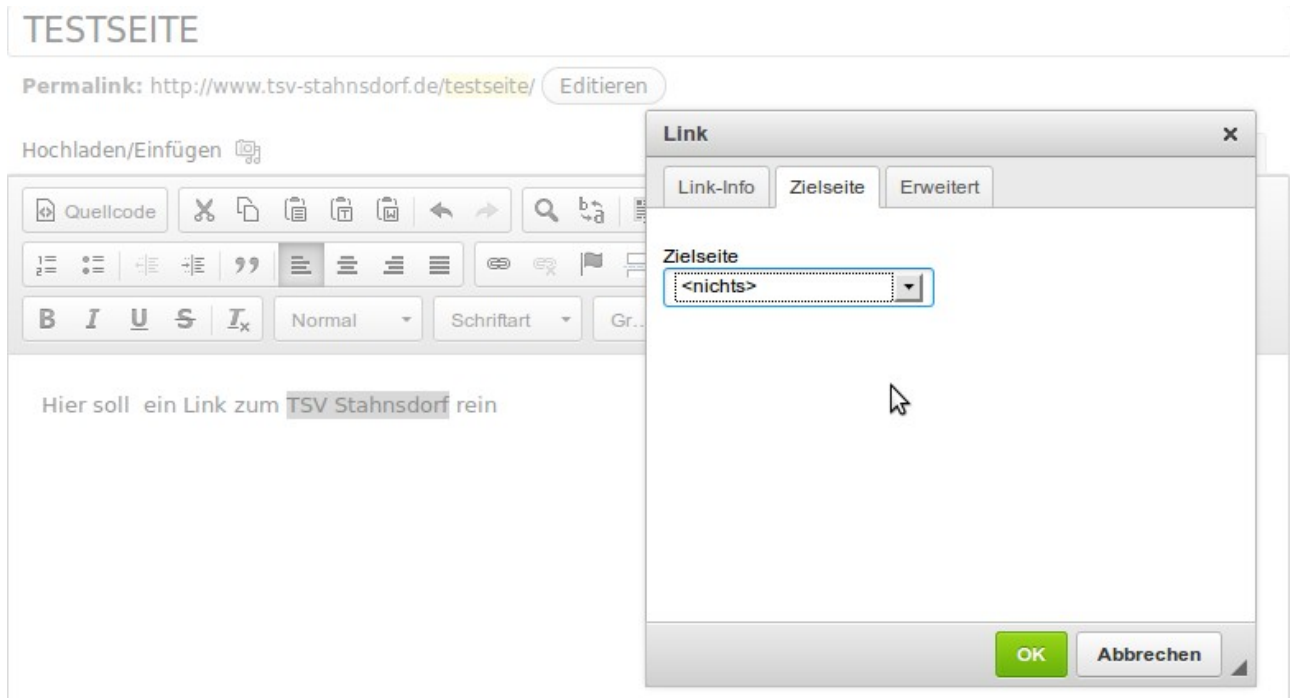 TESTSEITE
Permalink: http://www.tsv-stahnsdorf.de/testseite/ Editieren
Hochladen/Einfügen
Quellcode
Normal Schriftart Gr...
Hier soll ein Link zum TSV Stahnsdorf rein
Link
Link-Info Zielseite Erweitert
Zielseite
<nichts>
OK Abbrechen